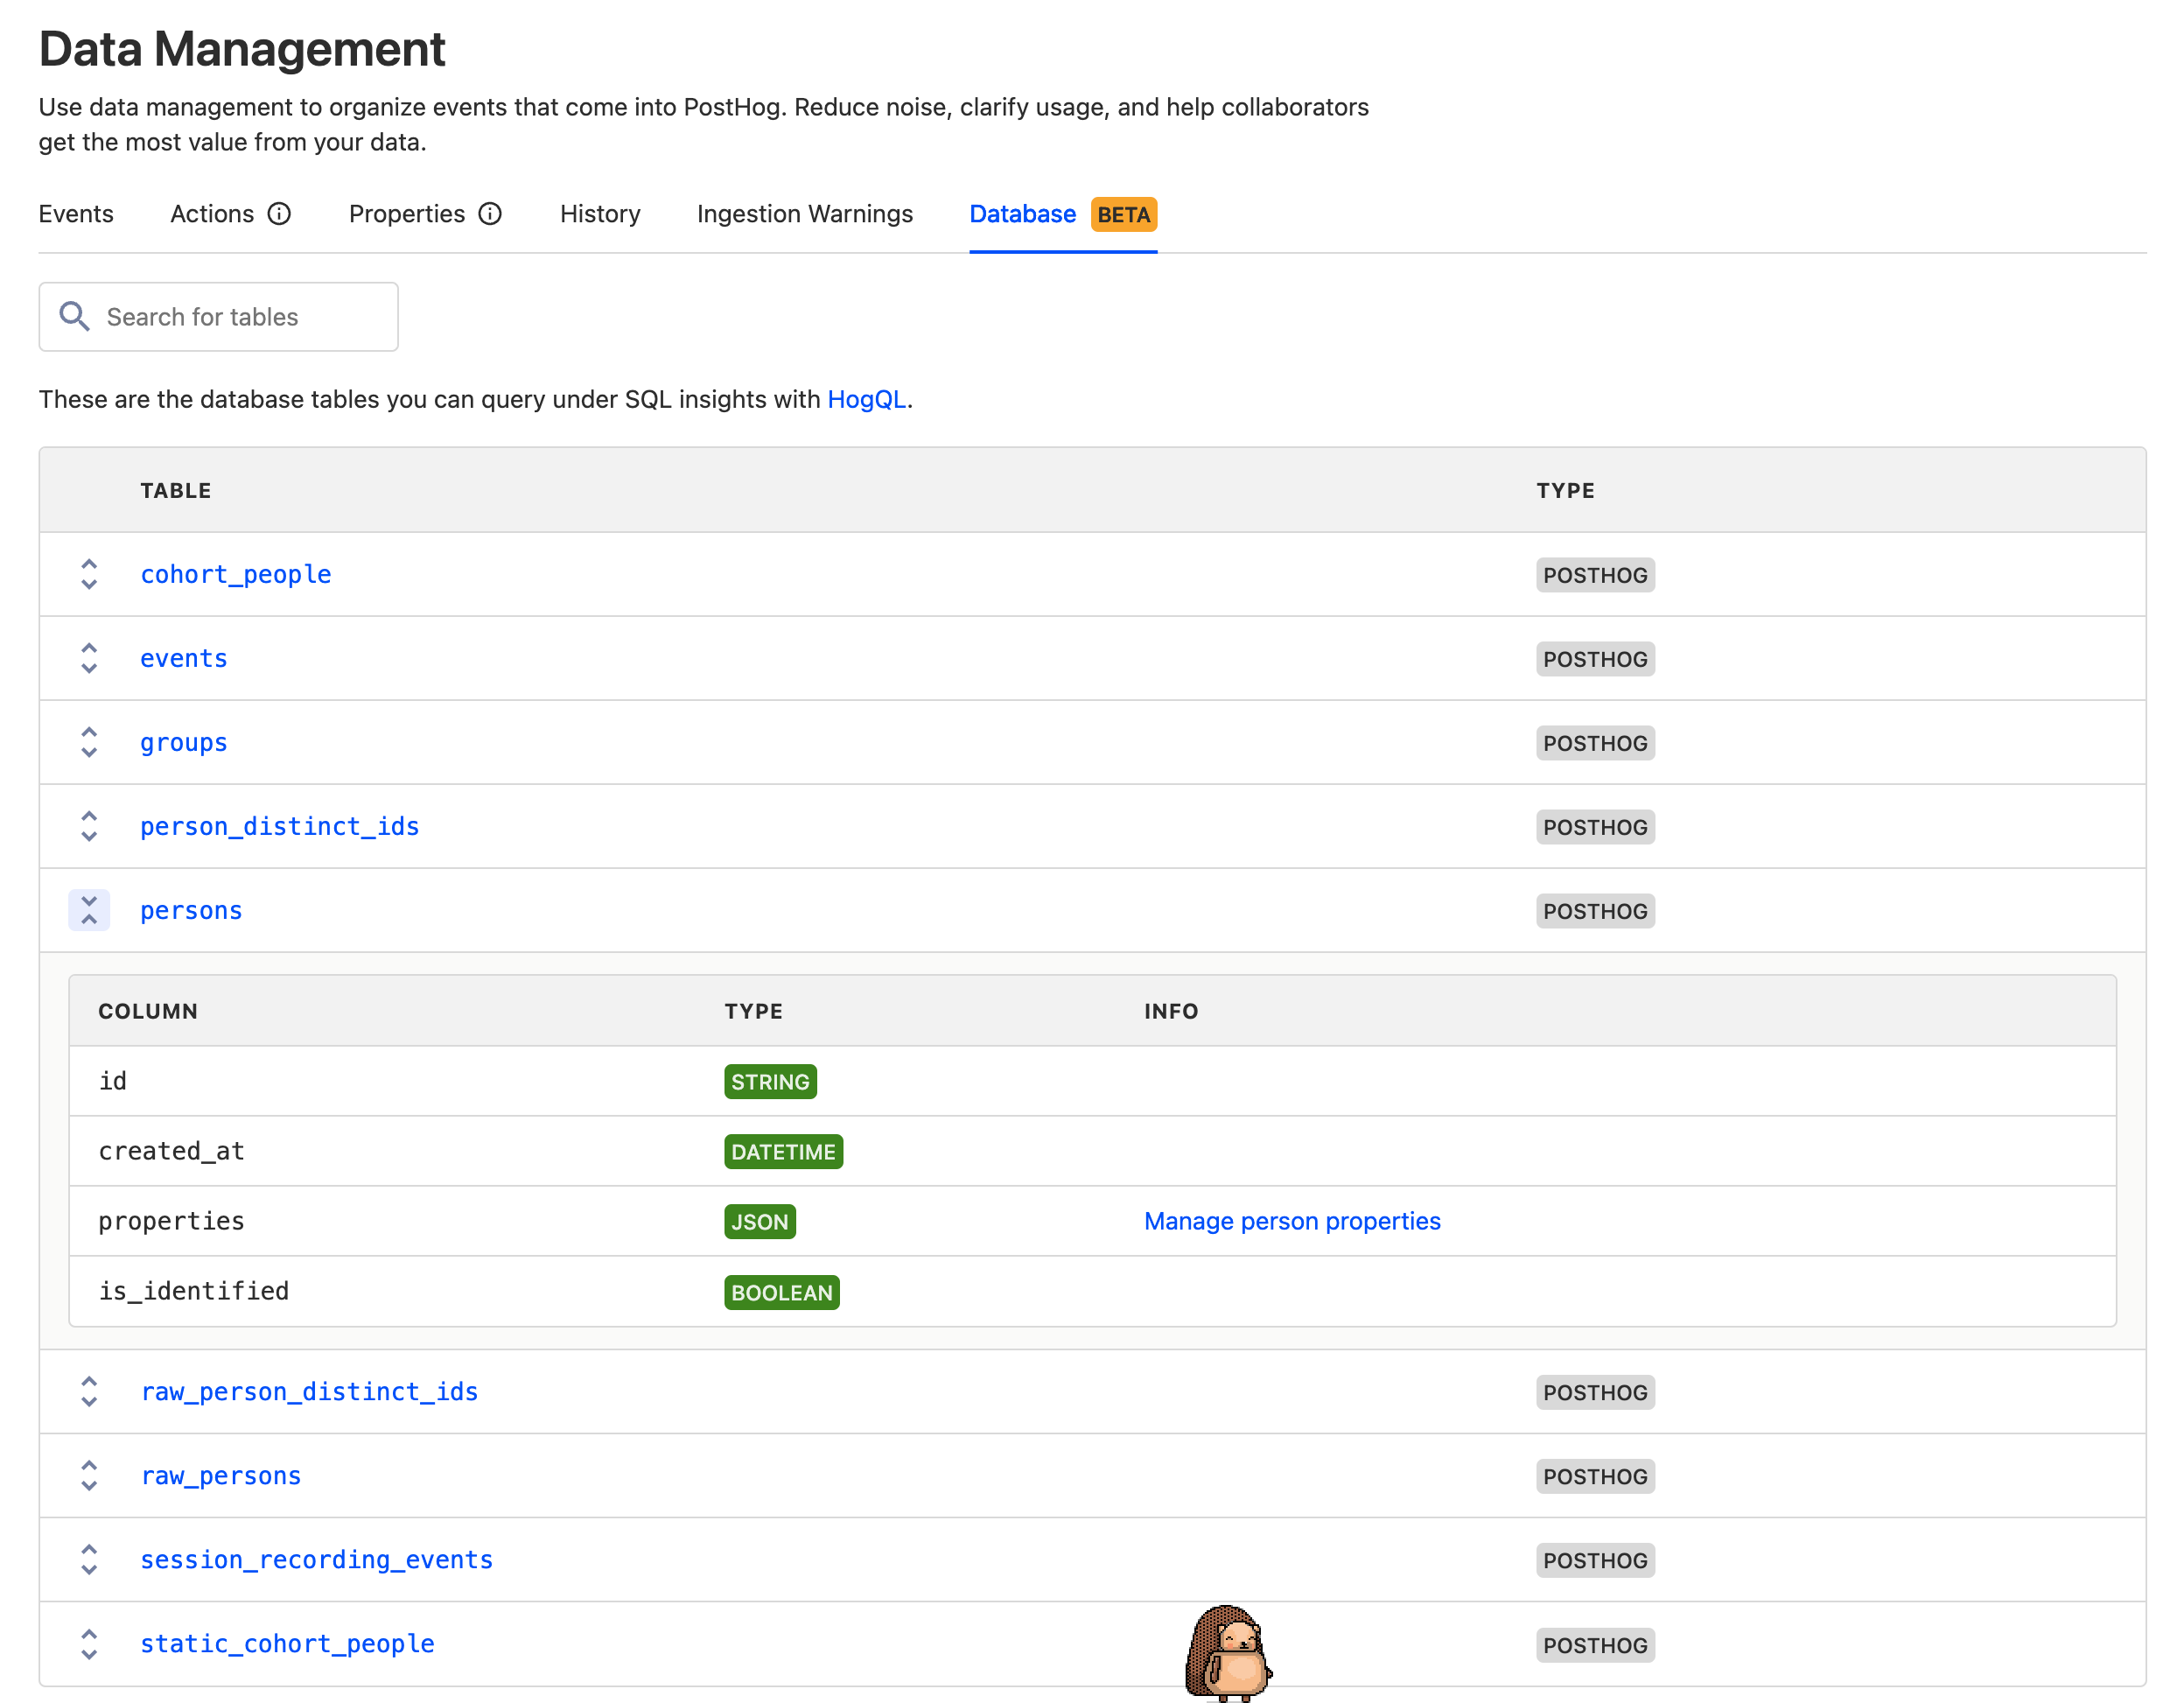 Data Management
Use data management to organize events that come into PostHog. Reduce noise, clarify usage, and help collaborators
get the most value from your data.
Events Actions Properties History Ingestion Warnings Database BETA
Search for tables
These are the database tables you can query under SQL insights with HogQL.
TABLE TYPE
cohort_people POSTHOG
events POSTHOG
groups POSTHOG
person_distinct_ids POSTHOG
persons POSTHOG
COLUMN TYPE INFO
id STRING
created_at DATETIME
properties JSON Manage person properties
is_identified BOOLEAN
raw_person_distinct_ids POSTHOG
raw_persons POSTHOG
session_recording_events POSTHOG
static_cohort_people POSTHOG